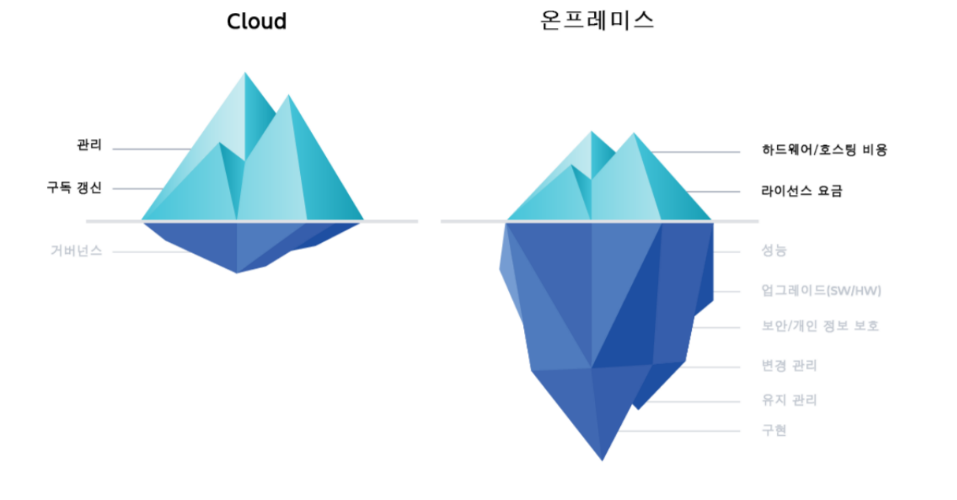 Cloud
관리
구독 갱신
거버넌스
온프레미스
하드웨어/호스팅 비용
라이선스 요금
성능
업그레이드(SW/HW)
보안/개인 정보 보호
변경 관리
유지 관리
구현